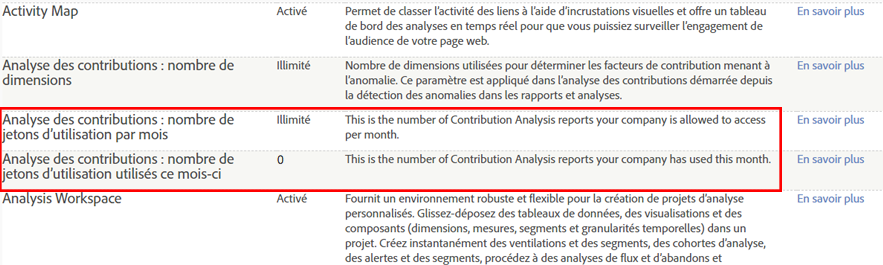 Activity Map
Activé
Permet de classer l'activité des liens à l'aide d'incrustations visuelles et offre un tableau
de bord des analyses en temps réel pour que vous puissiez surveiller l'engagement de
l'audience de votre page web.
En savoir plus
Analyse des contributions : nombre de
dimensions
Illimité
Nombre de dimensions utilisées pour déterminer les facteurs de contribution menant à
l'anomalie. Ce paramètre est appliqué dans l'analyse des contributions démarrée depuis
la détection des anomalies dans les rapports et analyses.
En savoir plus
Analyse des contributions : nombre de
jetons d'utilisation par mois
Illimité
This is the number of Contribution Analysis reports your company is allowed to access
per month.
En savoir plus
Analyse des contributions : nombre de
jetons d'utilisation utilisés ce mois-ci
0
This is the number of Contribution Analysis reports your company has used this month.
En savoir plus
Analysis Workspace
Activé
Fournit un environnement robuste et flexible pour la création de projets d'analyse
personnalisés. Glissez-déposez des tableaux de données, des visualisations et des
composants (dimensions, mesures, segments et granularités temporelles) dans un
projet. Créez instantanément des ventilations et des segments, des cohortes d'analyse,
des alertes et des segments, procédez à des analyses de flux et d'abandons et
En savoir plus